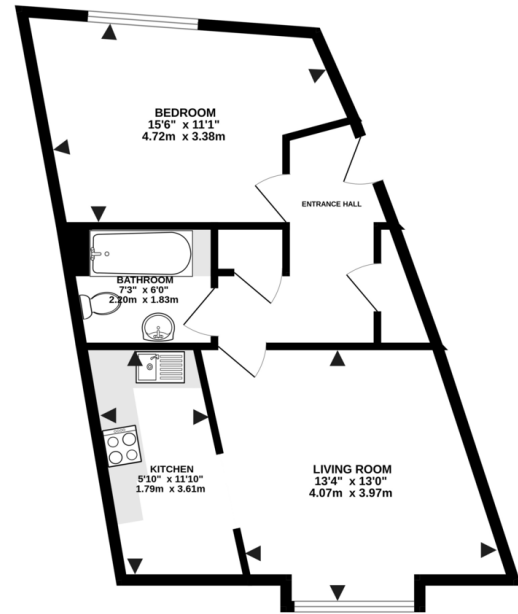 BEDROOM
15'6" x 11'1"
4.72m x 3.38m
ENTRANCE HALL
BATHROOM
7'3" x 6'0"
2.20m x 1.83m
KITCHEN
5'10" x 11'10"
1.79m x 3.61m
LIVING ROOM
13'4" x 13'0"
4.07m x 3.97m